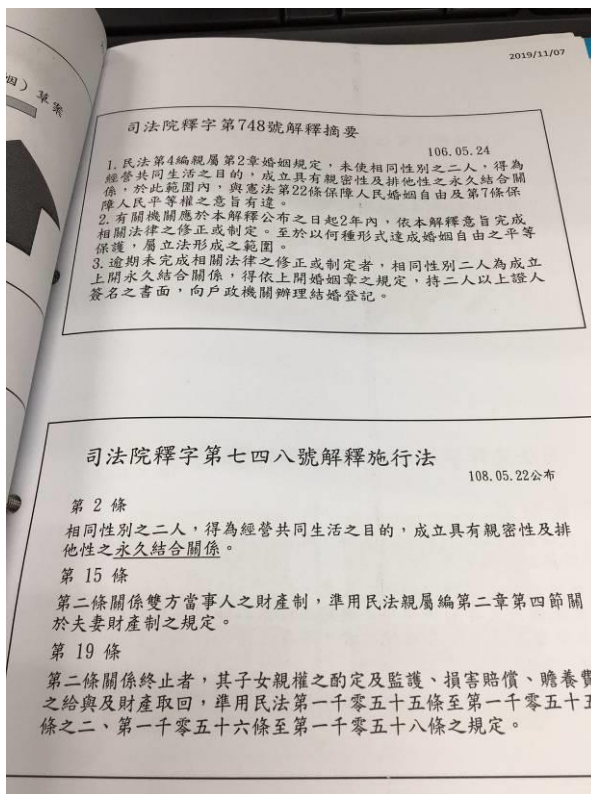 2019/11/07
姻）草案
司法院釋字第748號解釋摘要
106.05.24
1.民法第4編親屬第2章婚姻規定，未使相同性別之二人，得為
經營共同生活之目的，成立具有親密性及排他性之永久結合關
係，於此範圍內，與憲法第22條保障人民婚姻自由及第7條保
障人民平等權之意旨有違。
2.有關機關應於本解釋公布之日起2年內，依本解釋意旨完成
相關法律之修正或制定。至於以何種形式達成婚姻自由之平等
保護，屬立法形成之範圍。
3.逾期未完成相關法律之修正或制定者，相同性別二人為成立
上開永久結合關係，得依上開婚姻章之規定，持二人以上證人
簽名之書面，向戶政機關辦理結婚登記。
司法院釋字第七四八號解釋施行法
108.05.22公布
第 2 條
相同性別之二人，得為經營共同生活之目的，成立具有親密性及排
他性之永久結合關係。
第 15 條
第二條關係雙方當事人之財產制，準用民法親屬編第二章第四節關
於夫妻財產制之規定。
第 19 條
第二條關係終止者，其子女親權之酌定及監護、損害賠償、贍養費
之給與及財產取回，準用民法第一千零五十五條至第一千零五十五
條之二、第一千零五十六條至第一千零五十八條之規定。